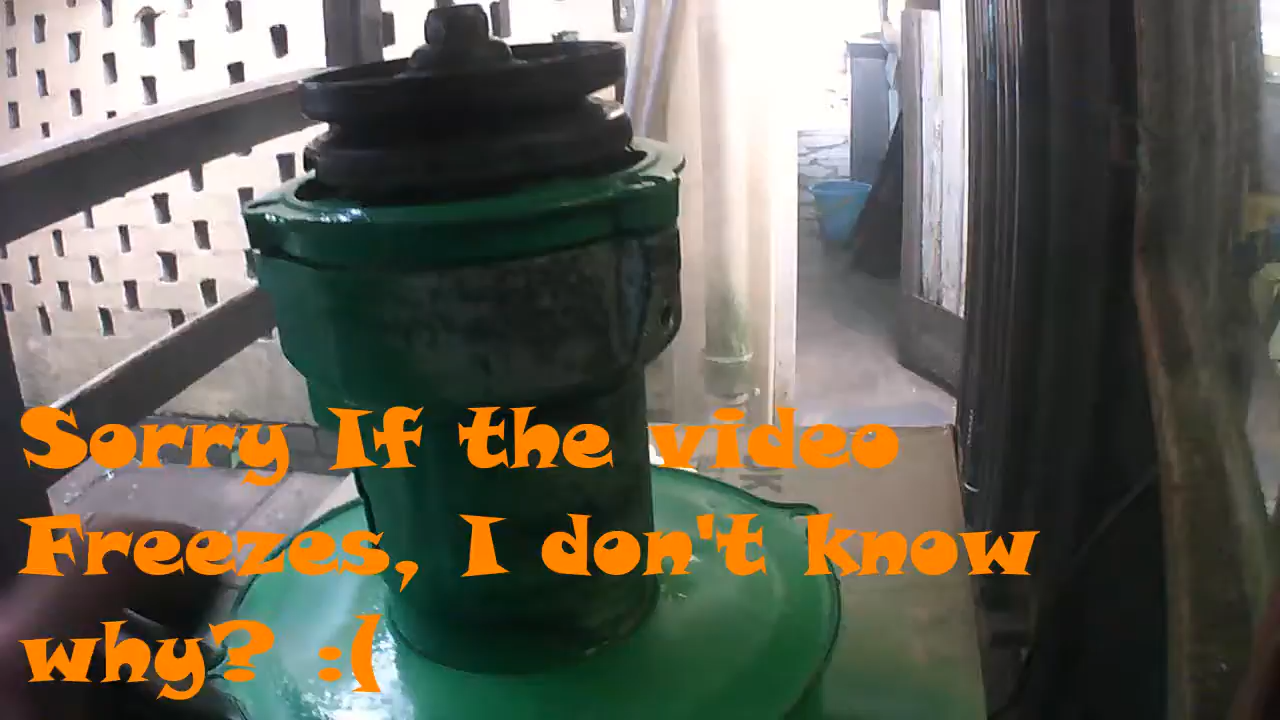 Sorry If the video
Freezes, I don't know
why? :(